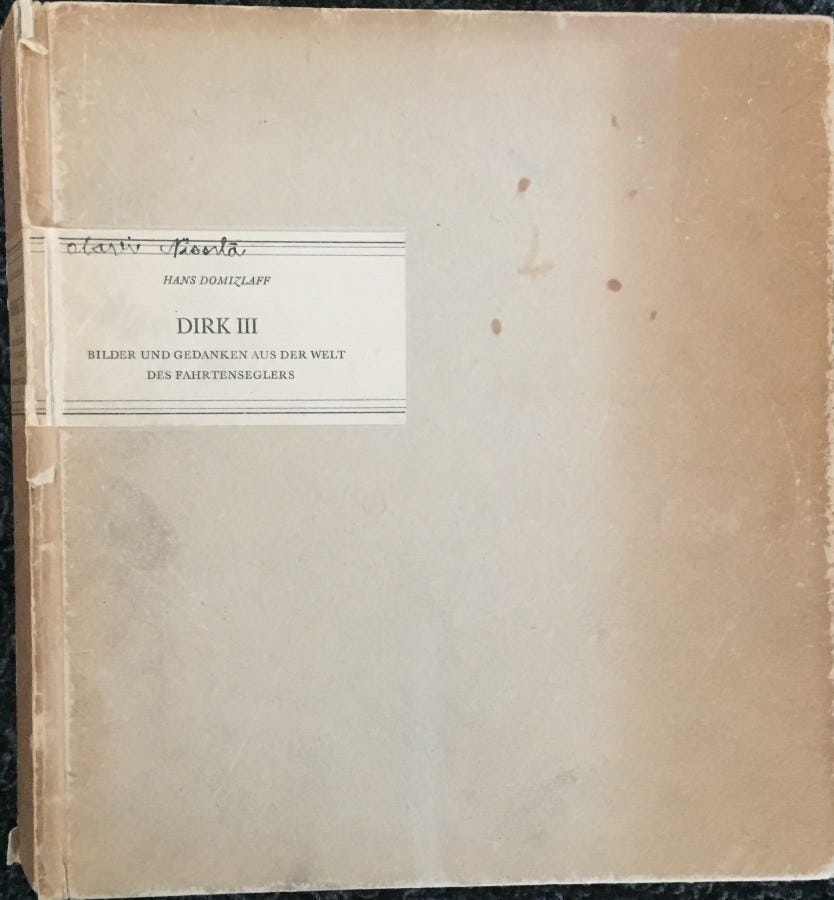 HANS DOMIZLAFF
DIRK III
BILDER UND GEDANKEN AUS DER WELT
DES FAHRTENSEGLERS